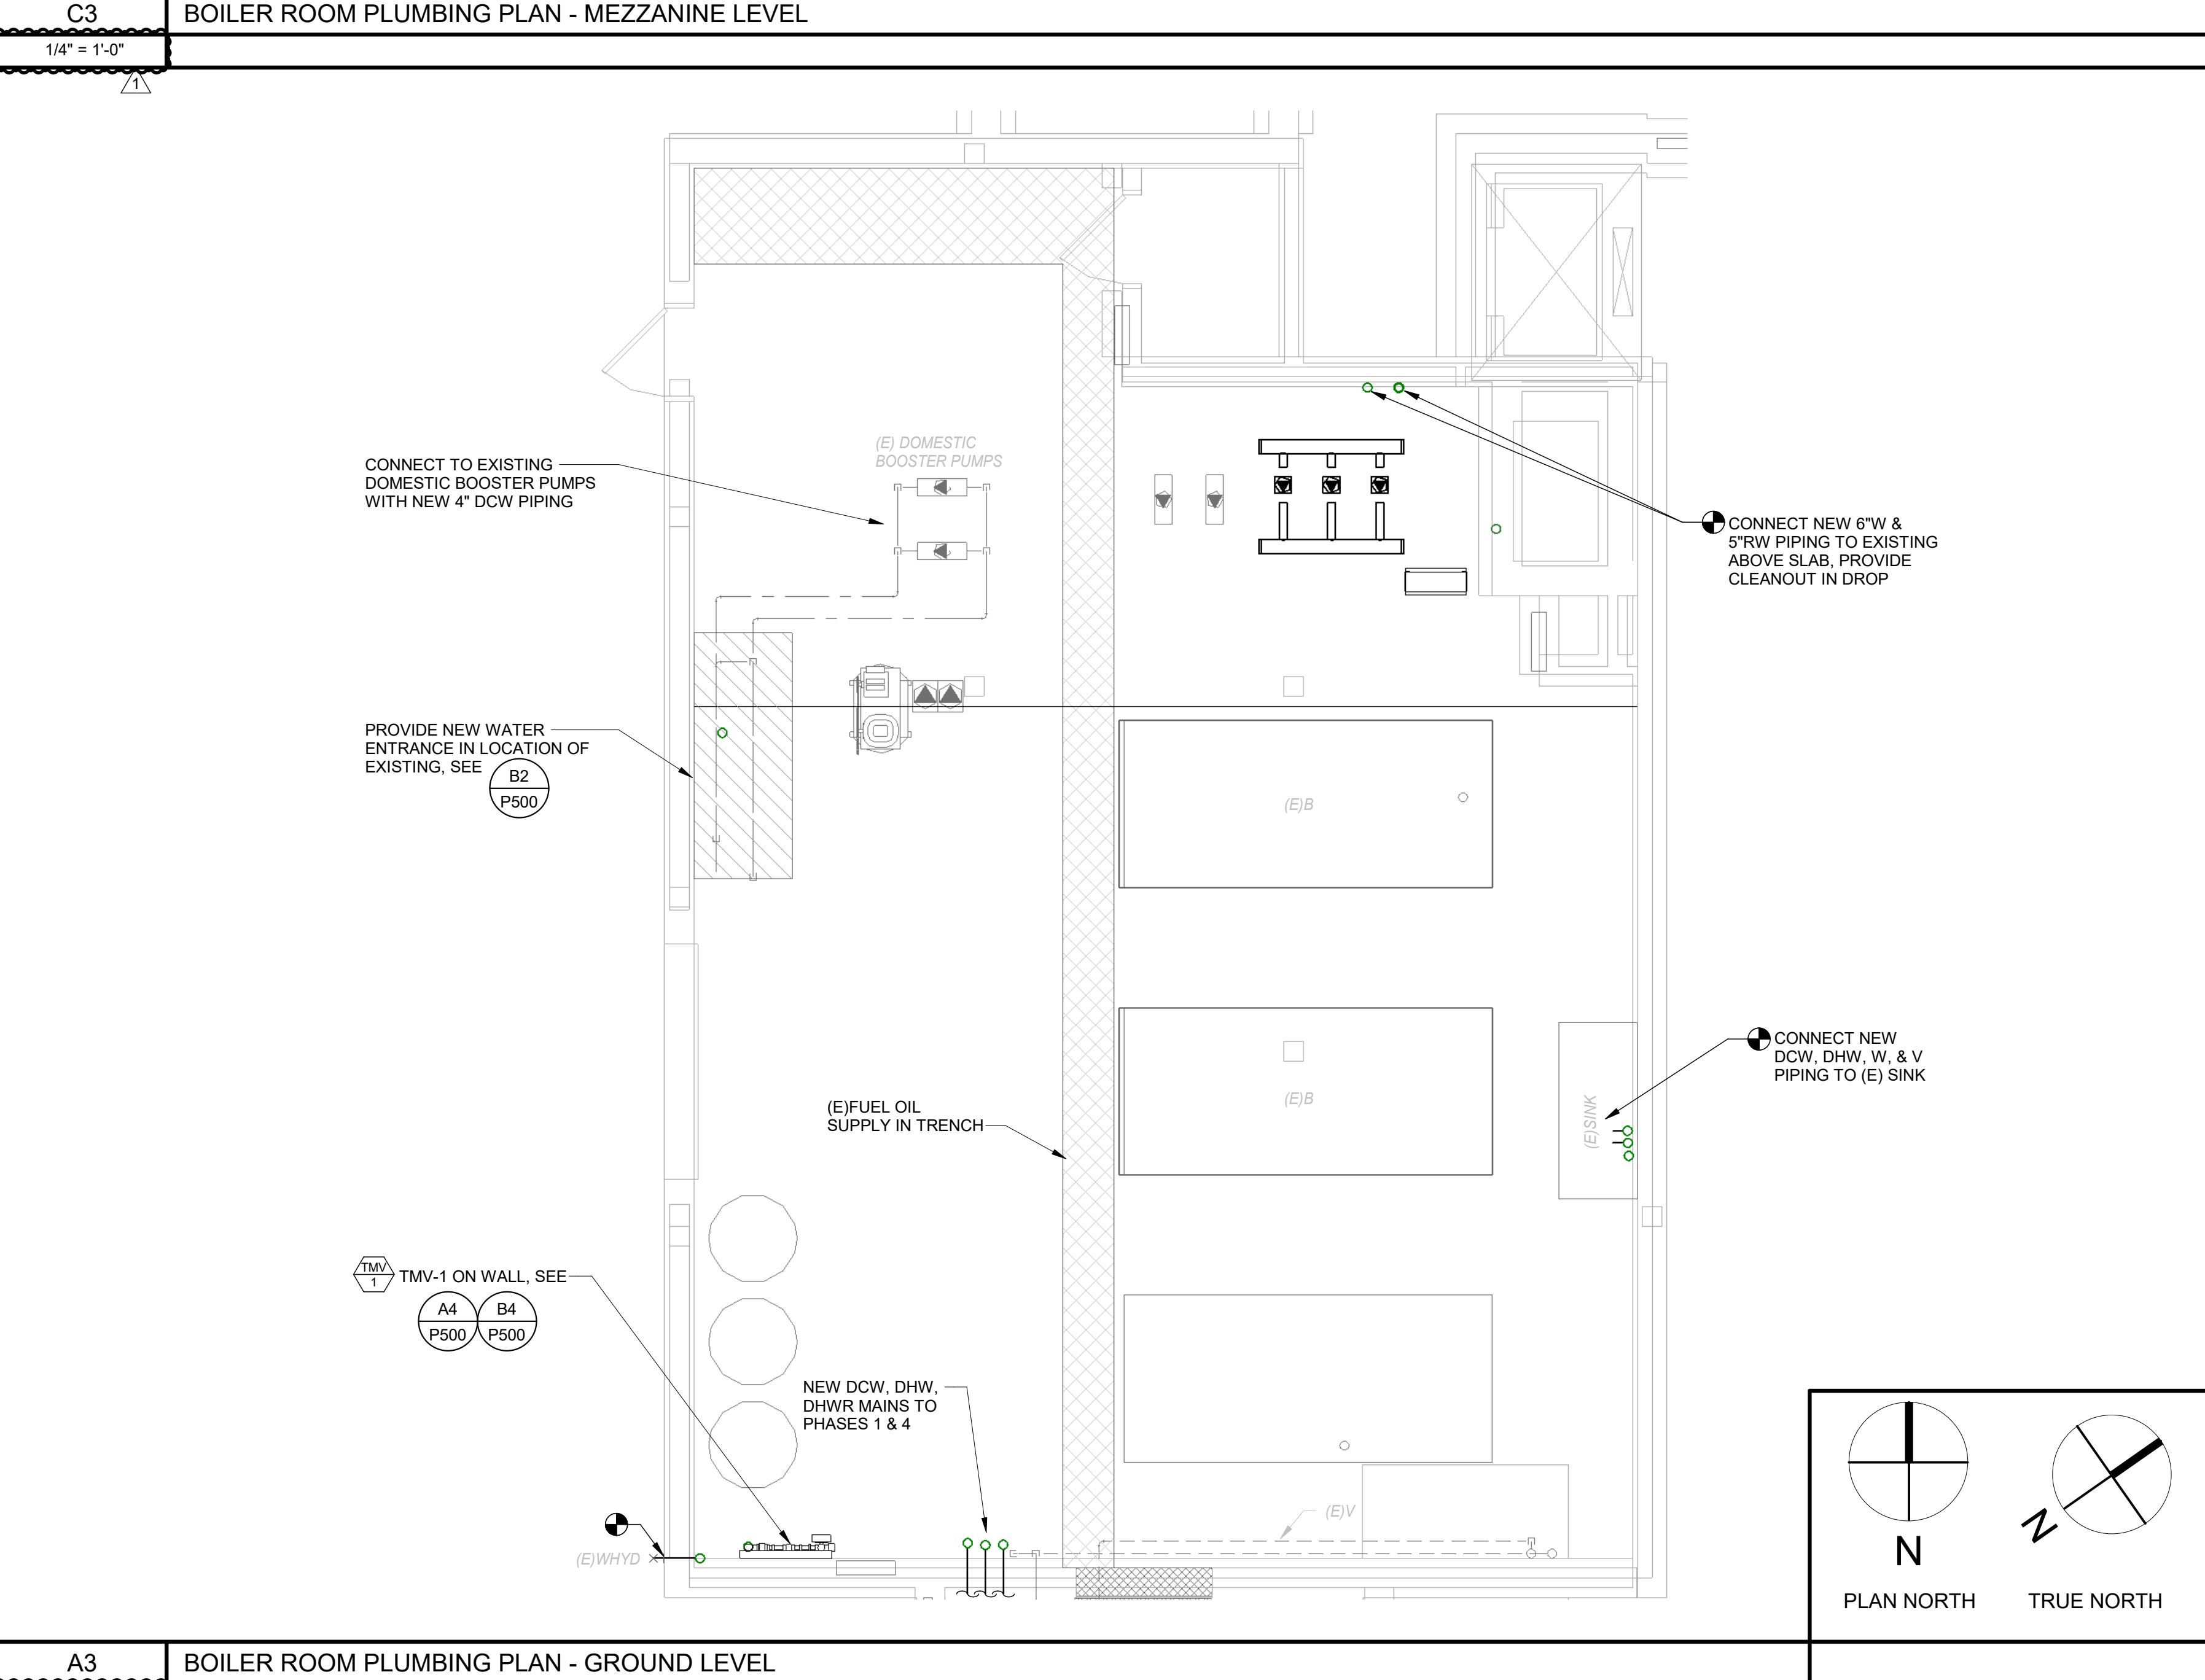 C3
BOILER ROOM PLUMBING PLAN - MEZZANINE LEVEL
1/4" = 1'-0"
1
(E) DOMESTIC
BOOSTER PUMPS
CONNECT TO EXISTING
DOMESTIC BOOSTER PUMPS
WITH NEW 4" DCW PIPING
CONNECT NEW 6"W &
5"RW PIPING TO EXISTING
ABOVE SLAB, PROVIDE
CLEANOUT IN DROP
PROVIDE NEW WATER
ENTRANCE IN LOCATION OF
EXISTING, SEE
B2
P500
(E)B
CONNECT NEW
DCW, DHW, W, & V
PIPING TO (E) SINK
(E)B
(E)SINK
(E)FUEL OIL
SUPPLY IN TRENCH
TMV
1
TMV-1 ON WALL, SEE
A4
P500
B4
P500
NEW DCW, DHW,
DHWR MAINS TO
PHASES 1 & 4
(E)V
(E)WHYD
N
PLAN NORTH
N
TRUE NORTH
A3
BOILER ROOM PLUMBING PLAN - GROUND LEVEL